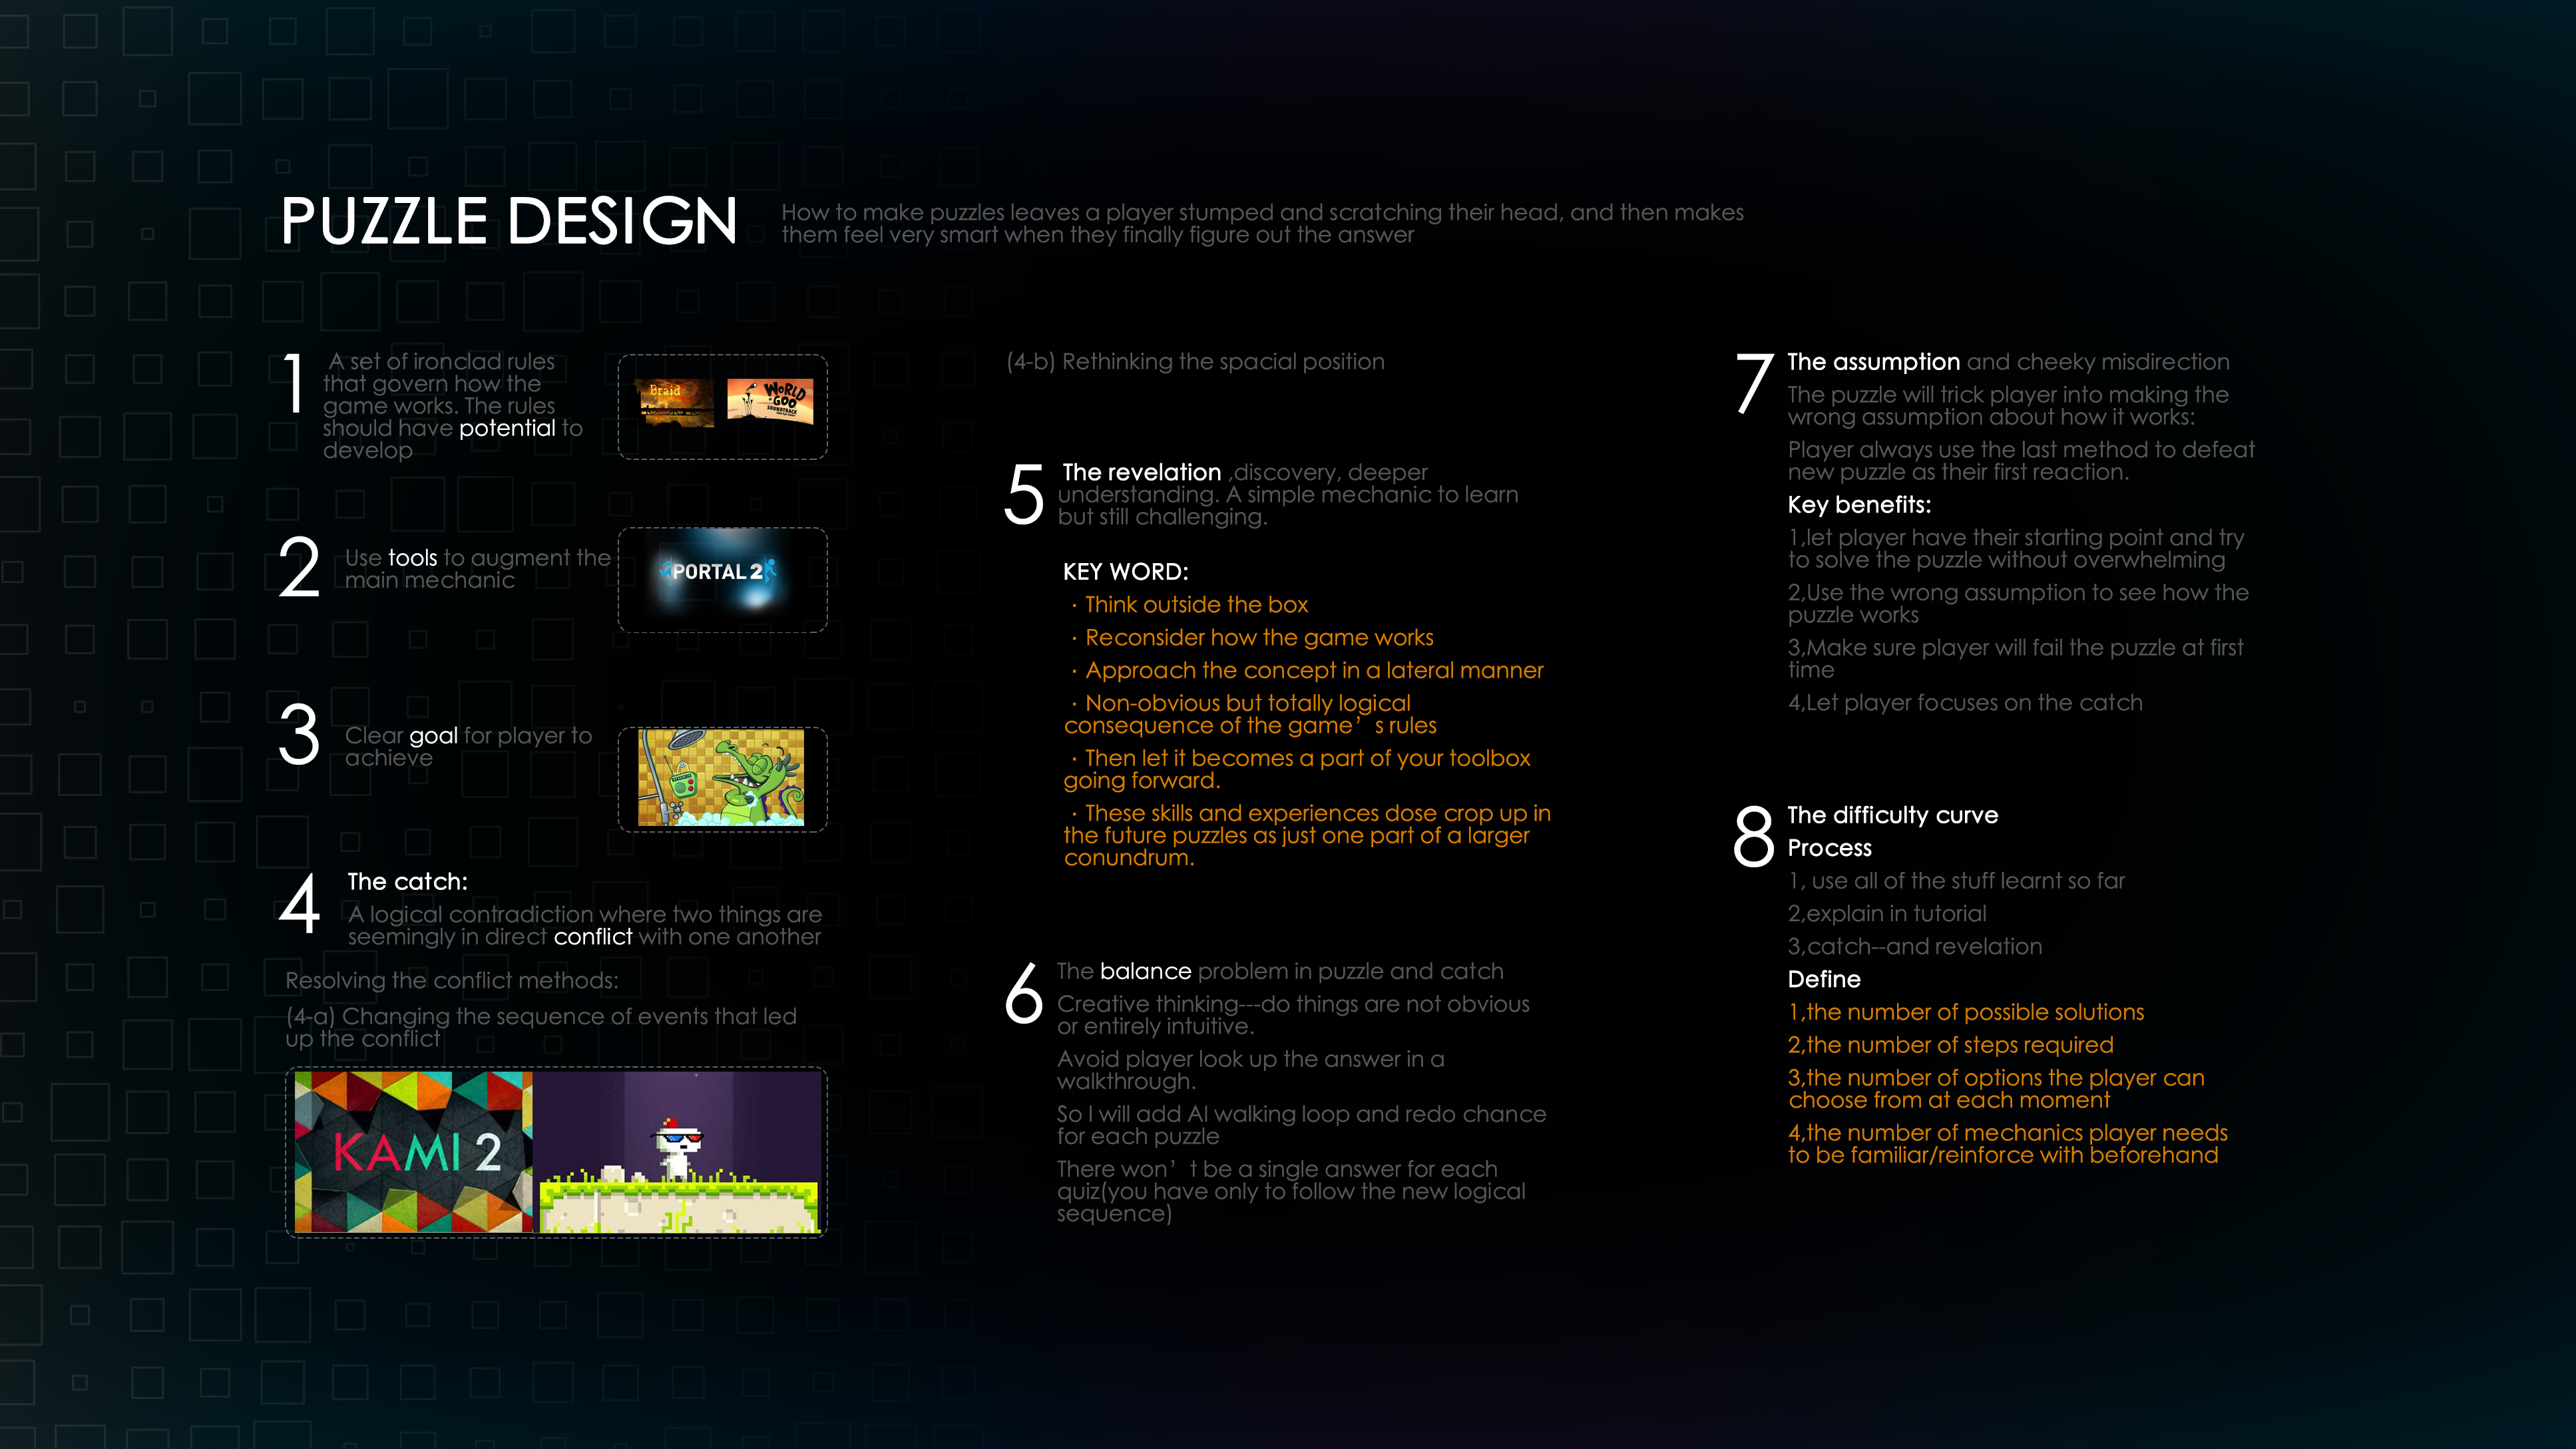 PUZZLE DESIGN
How to make puzzles leaves a player stumped and scratching their head, and then makes
them feel very smart when they finally figure out the answer
1
A set of ironclad rules
that govern how the
game works. The rules
should have potential to
develop
Braid
WORLD
of GOO
SOUNDTRACK
2
Use tools to augment the
main mechanic
PORTAL 2
3
Clear goal for player to
achieve
4
The catch:
A logical contradiction where two things are
seemingly in direct conflict with one another
Resolving the conflict methods:
(4-a) Changing the sequence of events that led
up the conflict
KAMI 2
(4-b) Rethinking the spacial position
5
The revelation ,discovery, deeper
understanding. A simple mechanic to learn
but still challenging.
KEY WORD:
· Think outside the box
· Reconsider how the game works
· Approach the concept in a lateral manner
· Non-obvious but totally logical
consequence of the game’s rules
· Then let it becomes a part of your toolbox
going forward.
· These skills and experiences dose crop up in
the future puzzles as just one part of a larger
conundrum.
6
The balance problem in puzzle and catch
Creative thinking---do things are not obvious
or entirely intuitive.
Avoid player look up the answer in a
walkthrough.
So I will add AI walking loop and redo chance
for each puzzle
There won’t be a single answer for each
quiz(you have only to follow the new logical
sequence)
7
The assumption and cheeky misdirection
The puzzle will trick player into making the
wrong assumption about how it works:
Player always use the last method to defeat
new puzzle as their first reaction.
Key benefits:
1,let player have their starting point and try
to solve the puzzle without overwhelming
2,Use the wrong assumption to see how the
puzzle works
3,Make sure player will fail the puzzle at first
time
4,Let player focuses on the catch
8
The difficulty curve
Process
1, use all of the stuff learnt so far
2,explain in tutorial
3,catch--and revelation
Define
1,the number of possible solutions
2,the number of steps required
3,the number of options the player can
choose from at each moment
4,the number of mechanics player needs
to be familiar/reinforce with beforehand